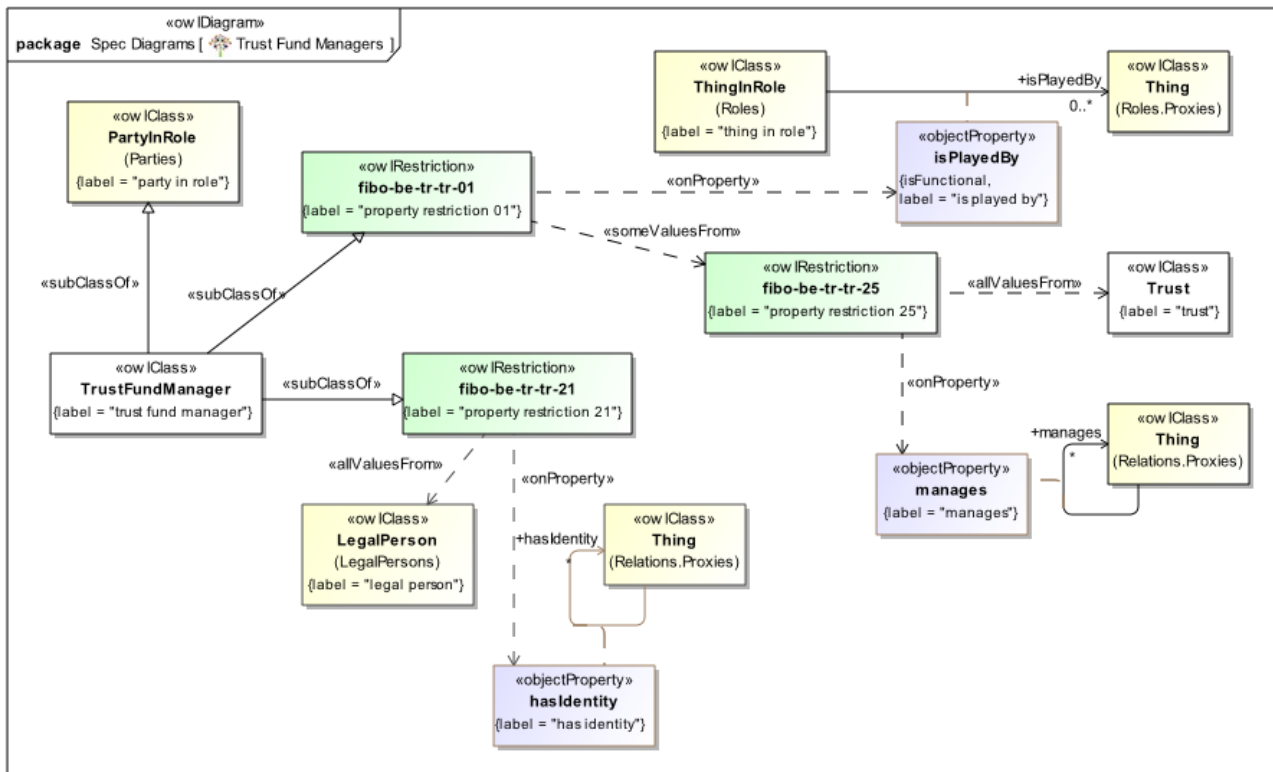 «owlDiagram»
package Spec Diagrams [ Trust Fund Managers ]
«owlClass»
PartyInRole
(Parties)
{label = "party in role"}
«owlRestriction»
fibo-be-tr-tr-01
{label = "property restriction 01"}
«owlClass»
ThingInRole
(Roles)
{label = "thing in role"}
+isPlayedBy
0..*
«owlClass»
Thing
(Roles.Proxies)
«objectProperty»
isPlayedBy
{isFunctional,
label = "is played by"}
«onProperty»
«someValuesFrom»
«subClassOf»
«subClassOf»
«owlRestriction»
fibo-be-tr-tr-25
{label = "property restriction 25"}
«allValuesFrom»
«owlClass»
Trust
{label = "trust"}
«owlClass»
TrustFundManager
{label = "trust fund manager"}
«subClassOf»
«owlRestriction»
fibo-be-tr-tr-21
{label = "property restriction 21"}
«onProperty»
+manages
*
«owlClass»
Thing
(Relations.Proxies)
«objectProperty»
manages
{label = "manages"}
«allValuesFrom»
«onProperty»
«owlClass»
LegalPerson
(LegalPersons)
{label = "legal person"}
+hasIdentity
*
«owlClass»
Thing
(Relations.Proxies)
«objectProperty»
hasIdentity
{label = "has identity"}